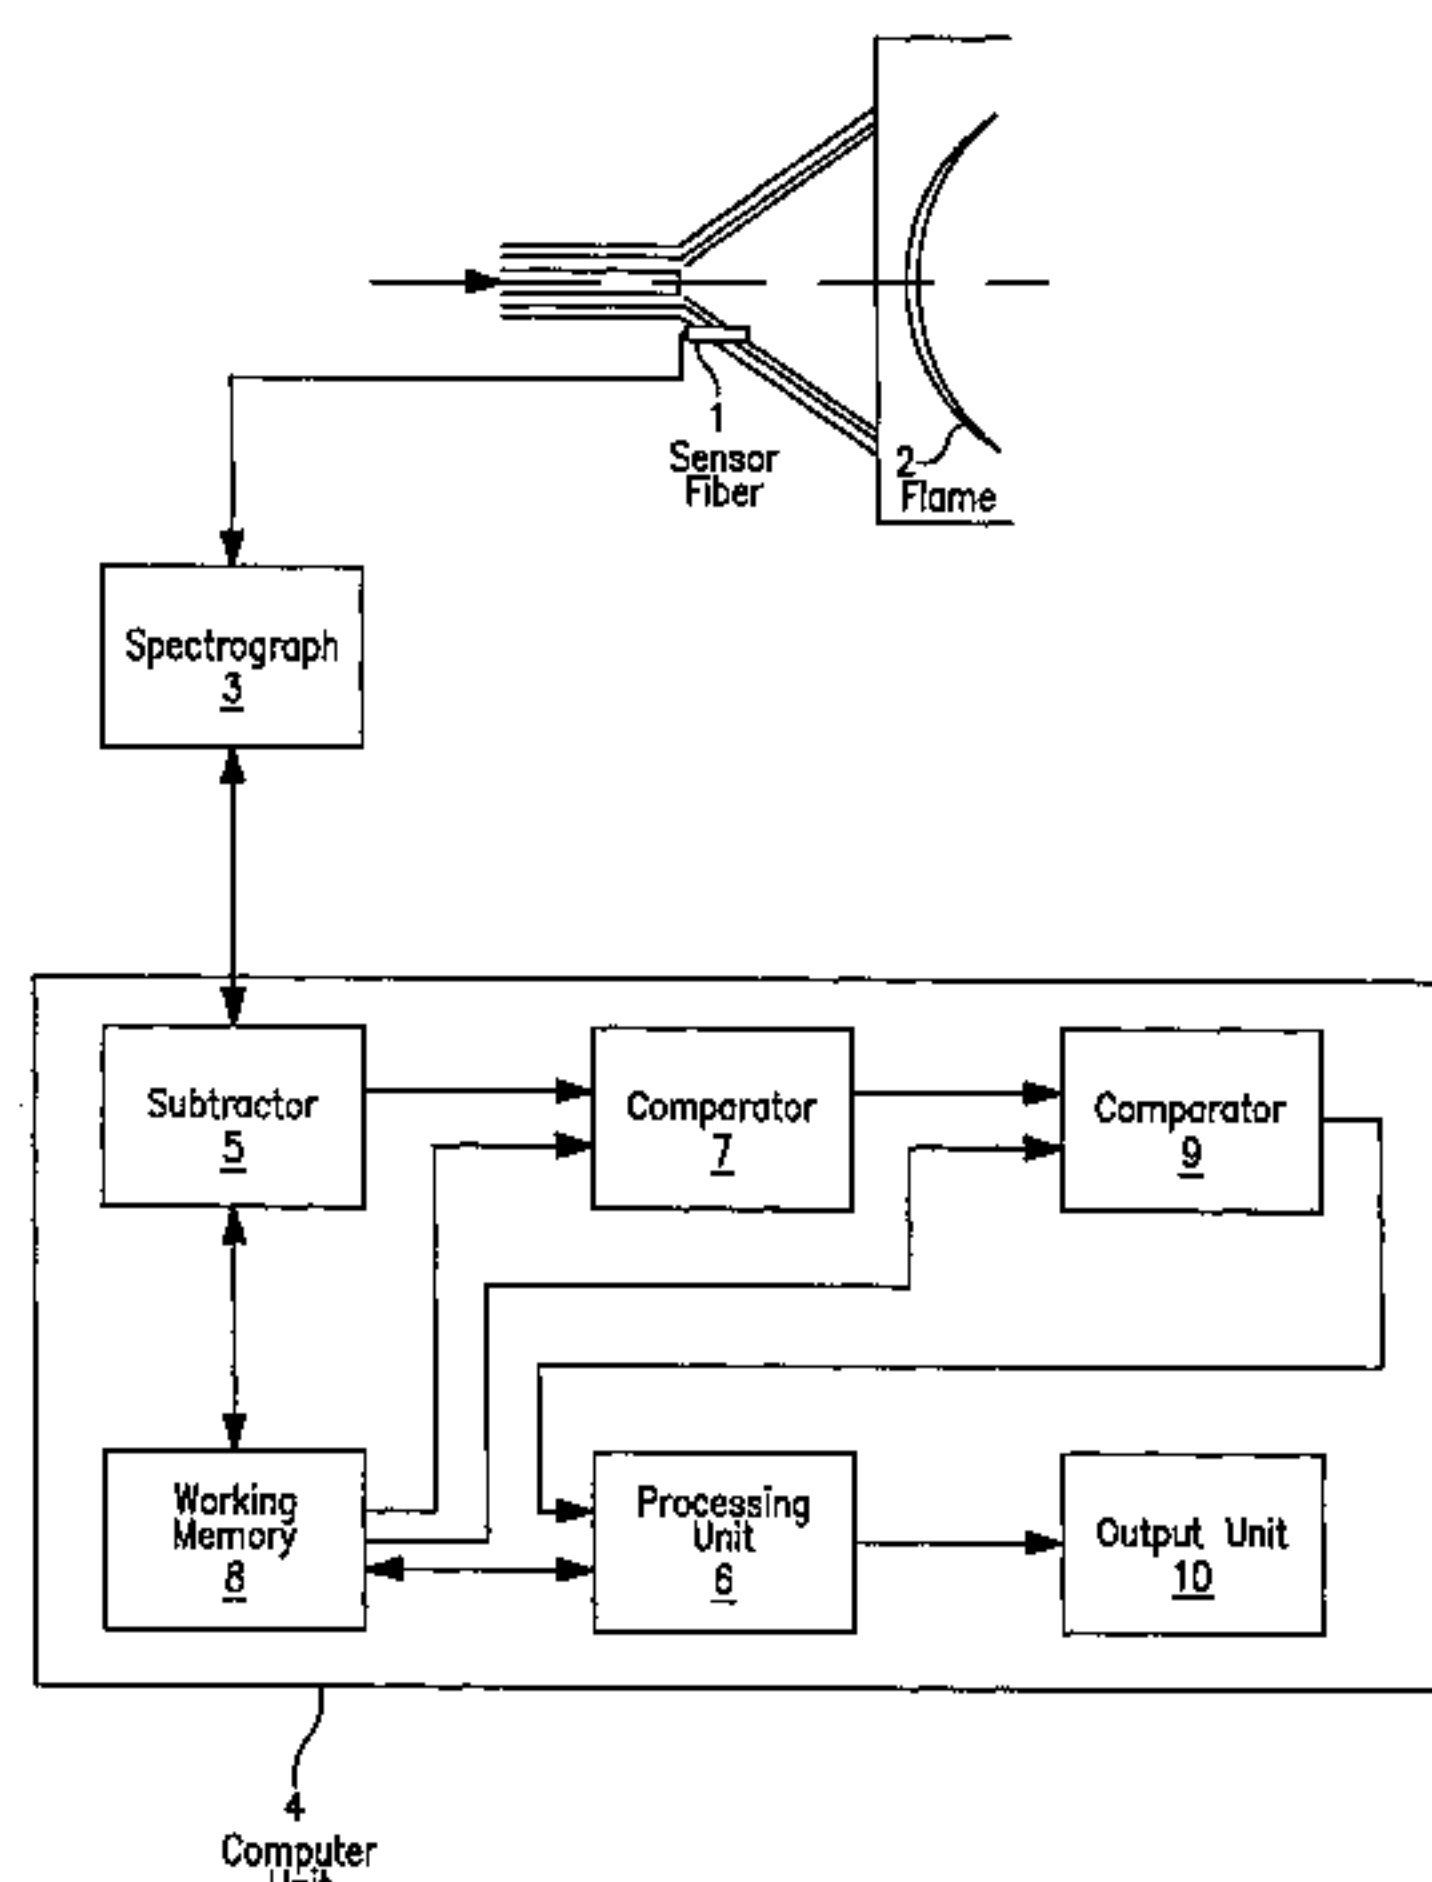 1
Sensor
Fiber
2
Flame
Spectrograph
3
Subtractor
5
Comparator
7
Comparator
9
Working
Memory
8
Processing
Unit
6
Output Unit
10
4
Computer
Unit